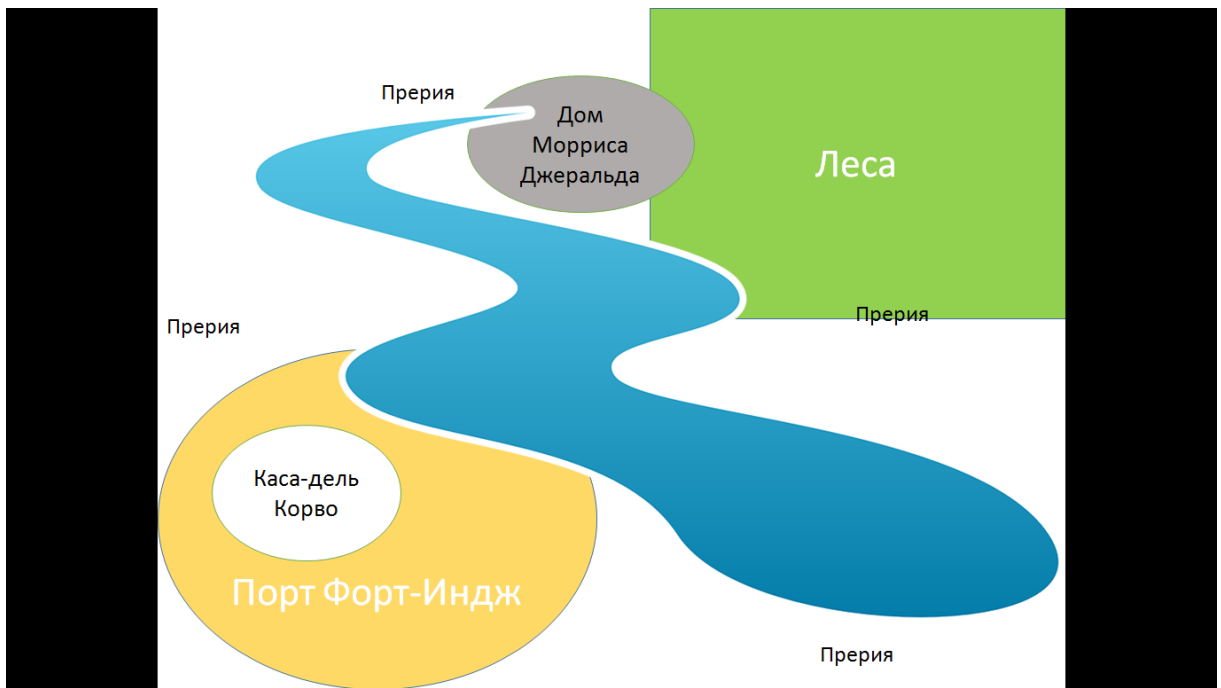 Прерия
Дом
Морриса
Джеральда
Леса
Прерия
Прерия
Каса-дель
Корво
Порт Форт-Индж
Прерия